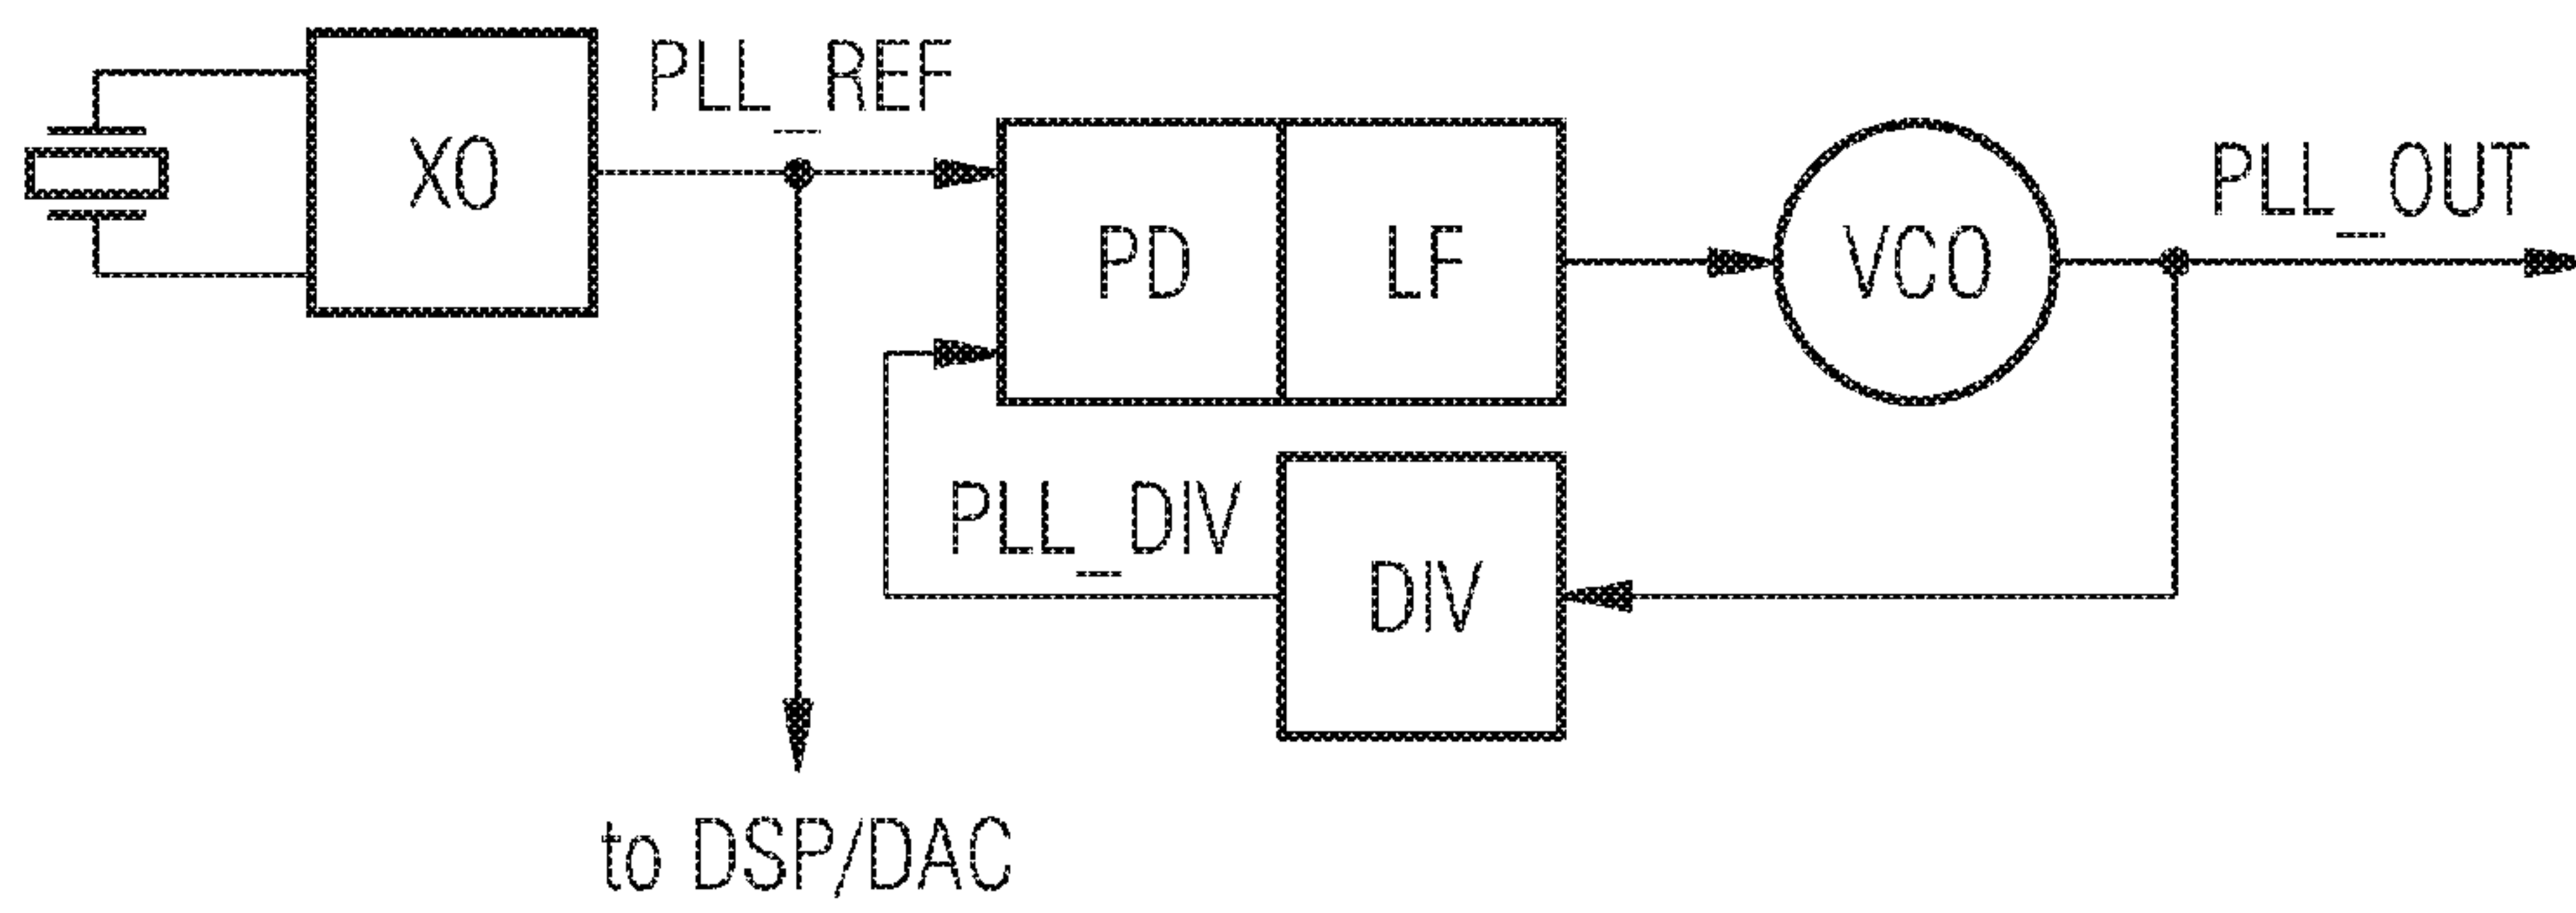 XO
PLL_REF
PD
LF
VCO
PLL_OUT
PLL_DIV
DIV
to DSP/DAC